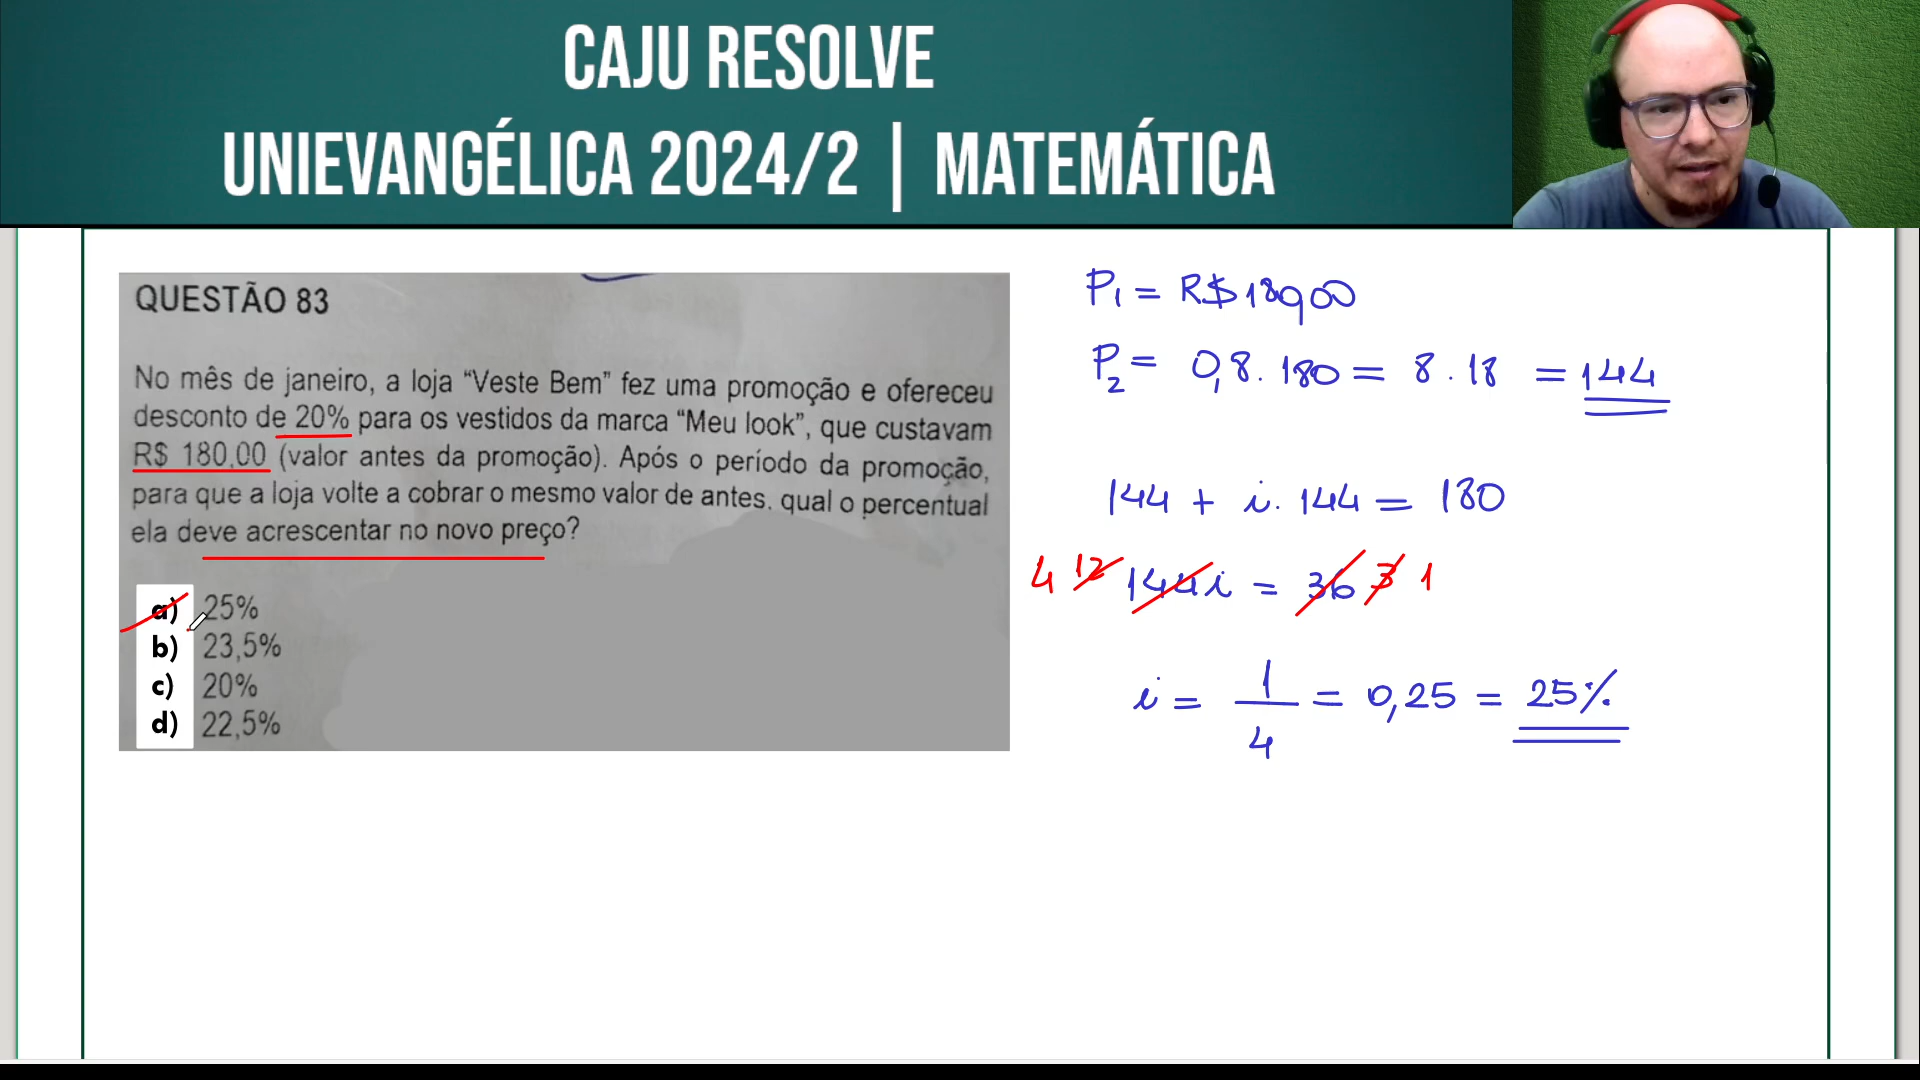 CAJU RESOLVE
UNIEVANGÉLICA 2024/2 | MATEMÁTICA
QUESTÃO 83
No mês de janeiro, a loja “Veste Bem” fez uma promoção e ofereceu
desconto de 20% para os vestidos da marca “Meu look”, que custavam
R$ 180,00 (valor antes da promoção). Após o período da promoção,
para que a loja volte a cobrar o mesmo valor de antes, qual o percentual
ela deve acrescentar no novo preço?
a) 25%
b) 23,5%
c) 20%
d) 22,5%
P1 = R$ 180,00
P2 = 0,8 . 180 = 8 . 18 = 144
144 + i . 144 = 180
4 12 144i = 36 3 1
i = 1/4 = 0,25 = 25%